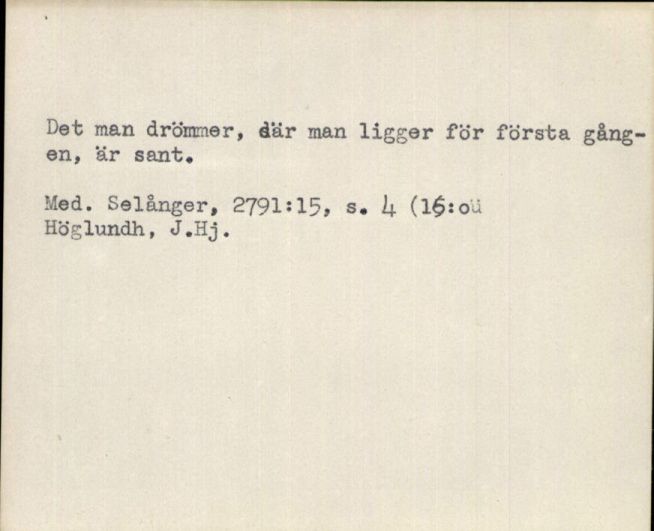 Det man drömmer, där man ligger för första gång-
en, är sant.
Med. Selånger, 2791:15, s. 4 (16:ou
Höglundh, J.Hj.